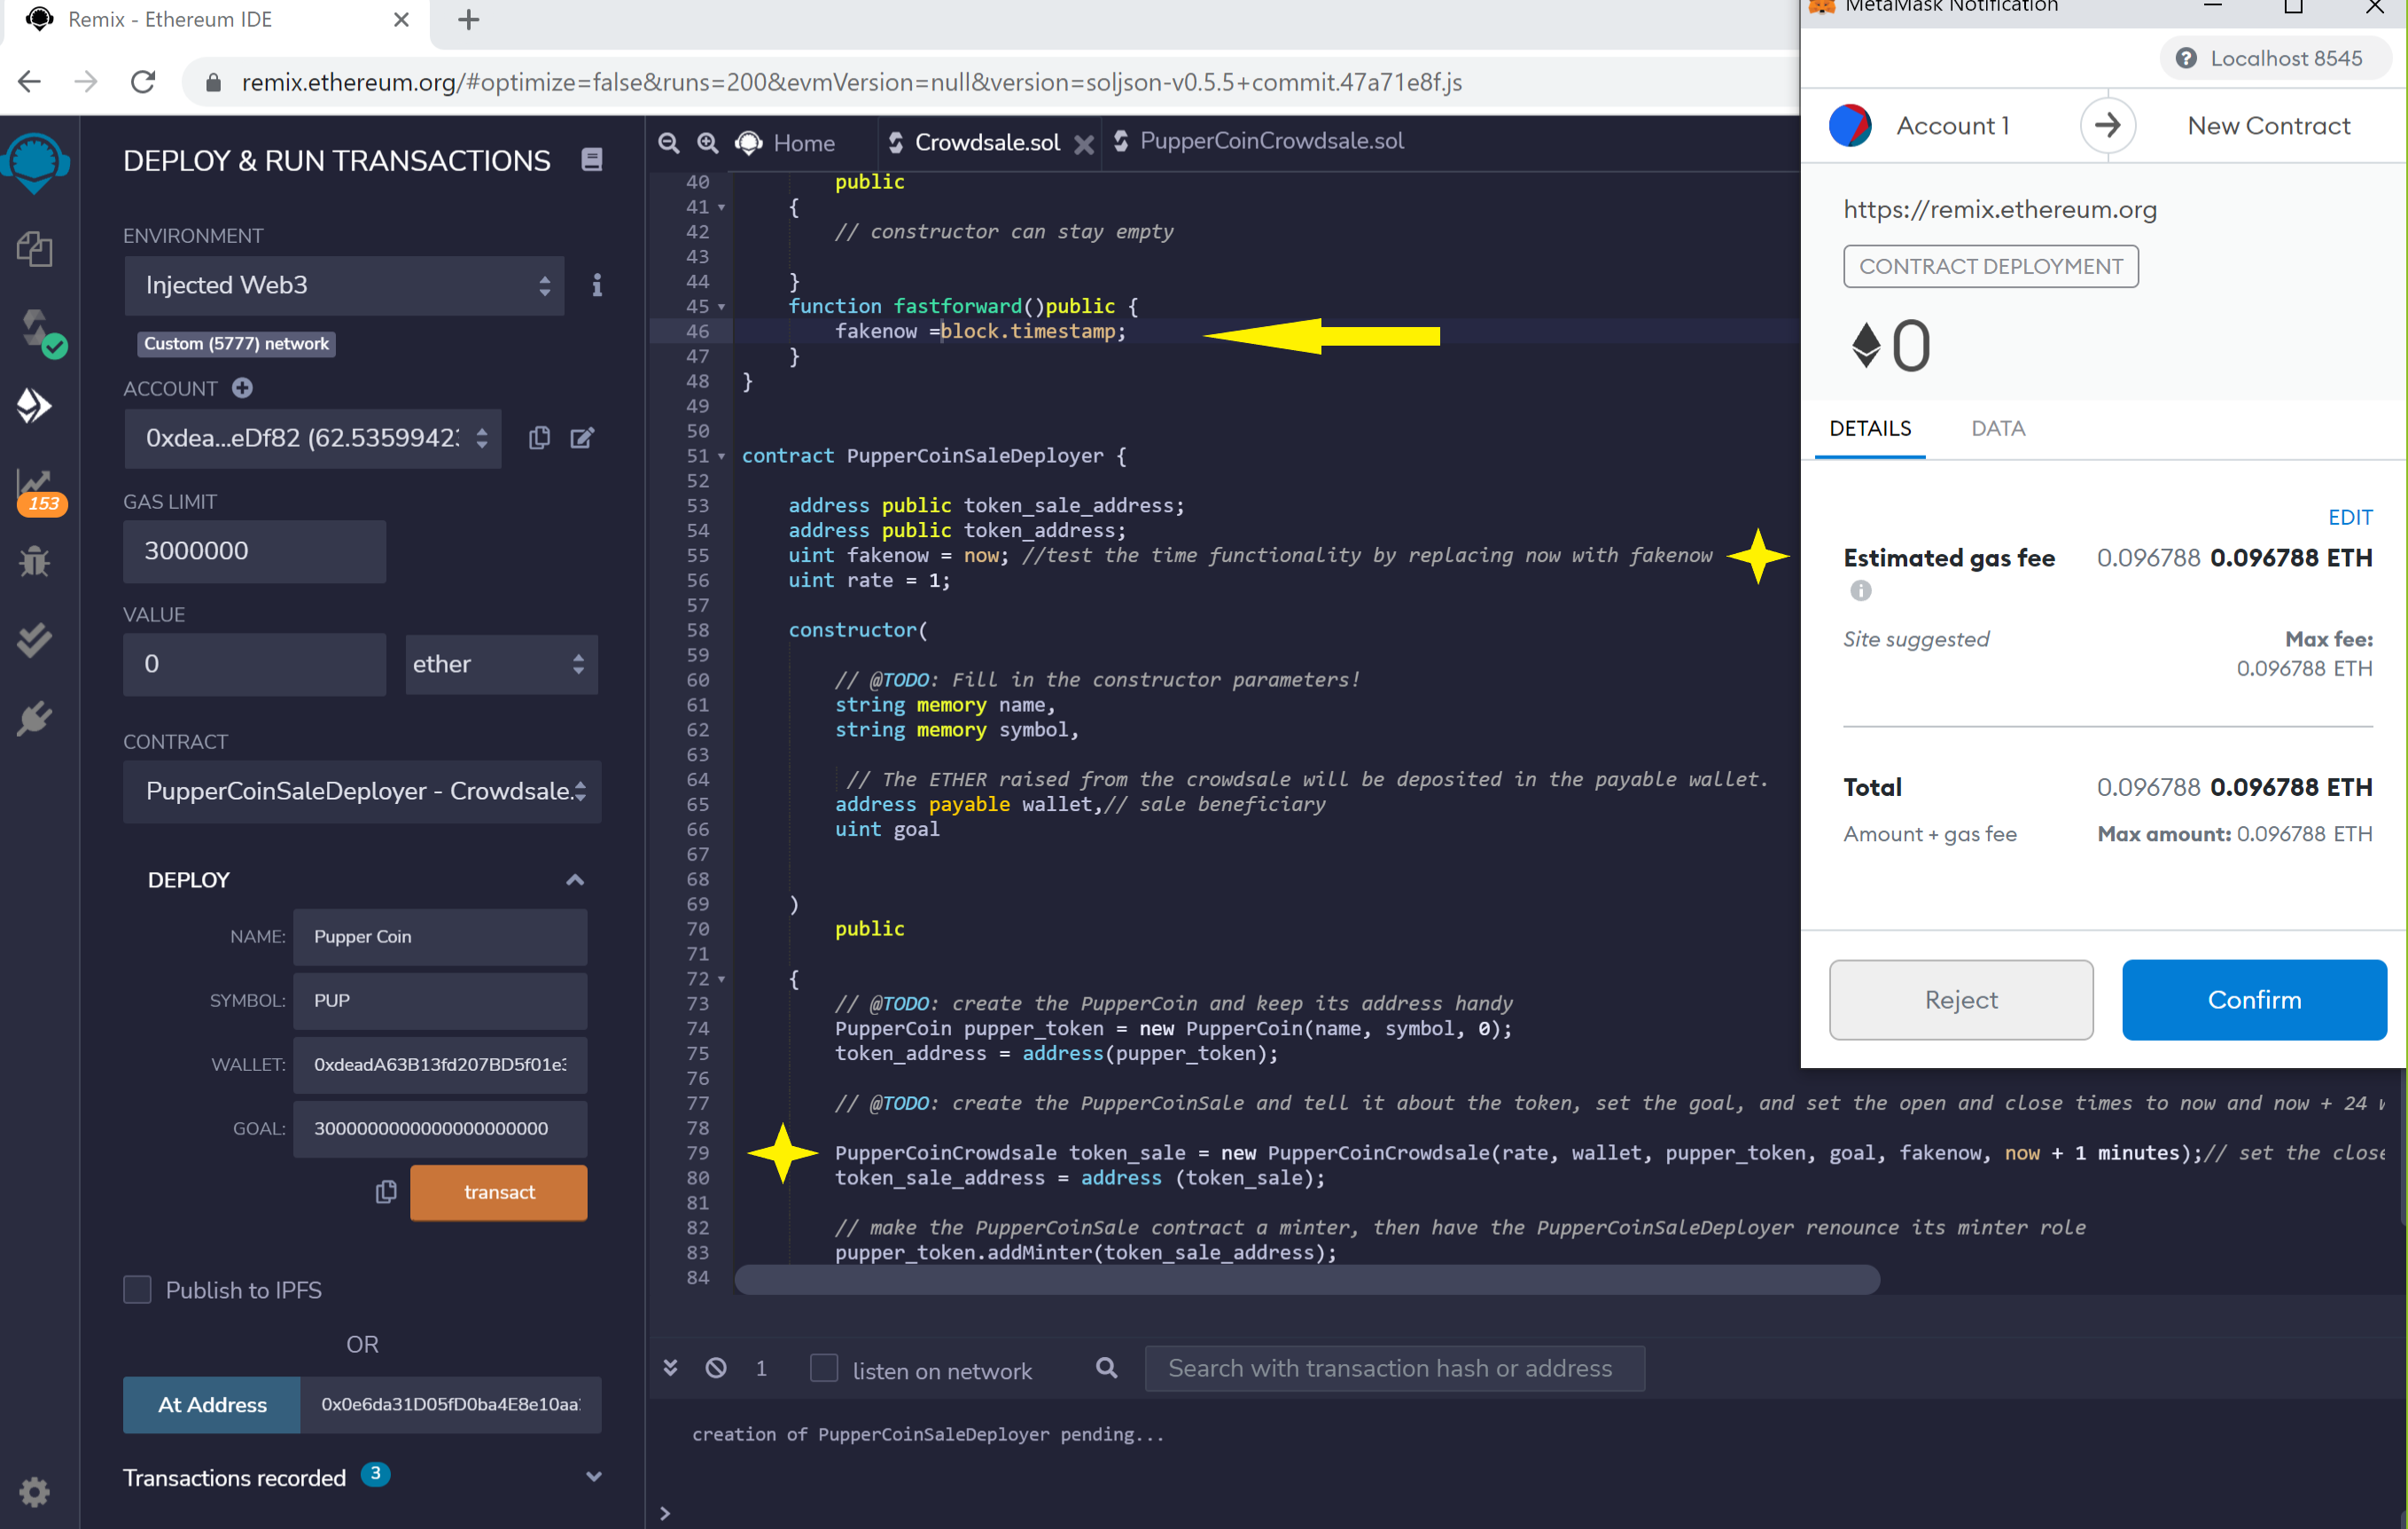 Remix - Ethereum IDE
remix.ethereum.org/#optimize=false&runs=200&evmVersion=null&version=soljson-v0.5.5+commit.47a71e8f.js
DEPLOY & RUN TRANSACTIONS
ENVIRONMENT
Injected Web3
Custom (5777) network
ACCOUNT
0xdea...eDf82 (62.5359942
GAS LIMIT
3000000
VALUE
0
ether
CONTRACT
PupperCoinSaleDeployer - Crowdsale.
DEPLOY
NAME: Pupper Coin
SYMBOL: PUP
WALLET: 0xdeadA63B13fd207BD5f01e
GOAL: 3000000000000000000000
transact
Publish to IPFS
OR
At Address
0x0e6da31D05fD0ba4E8e10aa
Transactions recorded 3
153
Home
Crowdsale.sol
PupperCoinCrowdsale.sol
40 public
41 {
42 // constructor can stay empty
43
44 }
45 function fastforward()public {
46 fakenow =block.timestamp;
47 }
48 }
49
50
51 contract PupperCoinSaleDeployer {
52
53 address public token_sale_address;
54 address public token_address;
55 uint fakenow = now; //test the time functionality by replacing now with fakenow
56 uint rate = 1;
57
58 constructor(
59
60 // @TODO: Fill in the constructor parameters!
61 string memory name,
62 string memory symbol,
63
64 // The ETHER raised from the crowdsale will be deposited in the payable wallet.
65 address payable wallet,// sale beneficiary
66 uint goal
67
68
69 )
70 public
71
72 {
73 // @TODO: create the PupperCoin and keep its address handy
74 PupperCoin pupper_token = new PupperCoin(name, symbol, 0);
75 token_address = address(pupper_token);
76
77 // @TODO: create the PupperCoinSale and tell it about the token, set the goal, and set the open and close times to now and now + 24 w
78
79 PupperCoinCrowdsale token_sale = new PupperCoinCrowdsale(rate, wallet, pupper_token, goal, fakenow, now + 1 minutes);// set the close
80 token_sale_address = address (token_sale);
81
82 // make the PupperCoinSale contract a minter, then have the PupperCoinSaleDeployer renounce its minter role
83 pupper_token.addMinter(token_sale_address);
84
1
listen on network
Search with transaction hash or address
creation of PupperCoinSaleDeployer pending...
>
MetaMask Notification
Localhost 8545
Account 1
New Contract
https://remix.ethereum.org
CONTRACT DEPLOYMENT
0
DETAILS
DATA
EDIT
Estimated gas fee 0.096788 0.096788 ETH
Site suggested Max fee:
0.096788 ETH
Total 0.096788 0.096788 ETH
Amount + gas fee Max amount: 0.096788 ETH
Reject
Confirm